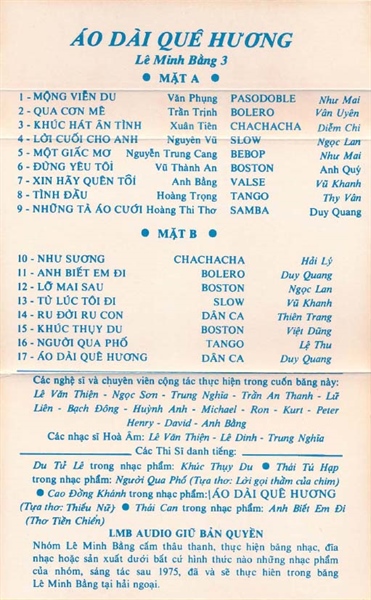 ÁO DÀI QUÊ HƯƠNG
Lê Minh Bằng 3
● MẶT A ●
1 - MỘNG VIỄN DU Văn Phụng PASODOBLE Như Mai
2 - QUA CƠN MÊ Trần Trịnh BOLERO Vân Uyên
3 - KHÚC HÁT ÂN TÌNH Xuân Tiên CHACHACHA Diễm Chi
4 - LỜI CUỐI CHO ANH Nguyên Vũ SLOW Ngọc Lan
5 - MỘT GIẤC MƠ Nguyễn Trung Cang BEBOP Như Mai
6 - ĐỪNG YÊU TÔI Vũ Thành An BOSTON Anh Quý
7 - XIN HÃY QUÊN TÔI Anh Bằng VALSE Vũ Khanh
8 - TÌNH ĐẦU Hoàng Trọng TANGO Thy Vân
9 - NHỮNG TÀ ÁO CƯỚI Hoàng Thi Thơ SAMBA Duy Quang
● MẶT B ●
10 - NHƯ SƯƠNG CHACHACHA Hải Lý
11 - ANH BIẾT EM ĐI BOLERO Duy Quang
12 - LỠ MAI SAU BOSTON Ngọc Lan
13 - TỪ LÚC TÔI ĐI SLOW Vũ Khanh
14 - RU ĐỜI RU CON DÂN CA Thiên Trang
15 - KHÚC THỤY DU BOSTON Việt Dũng
16 - NGƯỜI QUA PHỐ TANGO Lệ Thu
17 - ÁO DÀI QUÊ HƯƠNG DÂN CA Duy Quang
Các nghệ sĩ và chuyên viên cộng tác thực hiện trong cuốn băng này:
Lê Văn Thiện - Ngọc Sơn - Trung Nghĩa - Trần An Thanh - Lữ
Liên - Bạch Đông - Huỳnh Anh - Michael - Ron - Kurt - Peter
Henry - David - Anh Bằng
Các nhạc sĩ Hoà Âm: Lê Văn Thiện - Lê Dinh - Trung Nghĩa
Các Thi Sĩ danh tiếng:
Du Tử Lê trong nhạc phẩm: Khúc Thụy Du ● Thái Tú Hạp
trong nhạc phẩm: Người Qua Phố (Tựa thơ: Lời gọi thầm của chim)
● Cao Đồng Khánh trong nhạc phẩm: ÁO DÀI QUÊ HƯƠNG
(Tựa thơ: Thiếu Nữ) ● Thái Can trong nhạc phẩm: Anh Biết Em Đi
(Thơ Tiền Chiến)
LMB AUDIO GIỮ BẢN QUYỀN
Nhóm Lê Minh Bằng cấm thâu thanh, thực hiện băng nhạc, dĩa
nhạc hoặc sản xuất dưới bất cứ hình thức nào những nhạc phẩm
của nhóm, sáng tác sau 1975, đã và sẽ thực hiện trong băng
Lê Minh Bằng tại hải ngoại.